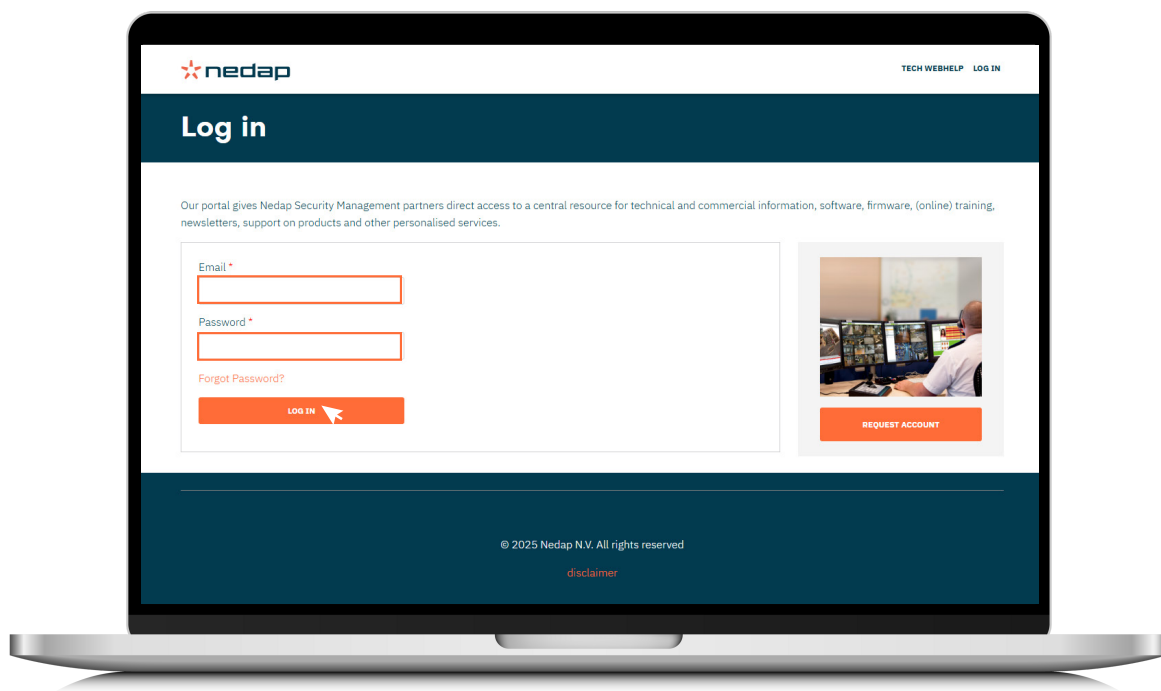 nedap
TECH WEBHELP LOG IN
Log in
Our portal gives Nedap Security Management partners direct access to a central resource for technical and commercial information, software, firmware, (online) training,
newsletters, support on products and other personalised services.
Email *
Password *
Forgot Password?
LOG IN
REQUEST ACCOUNT
© 2025 Nedap N.V. All rights reserved
disclaimer